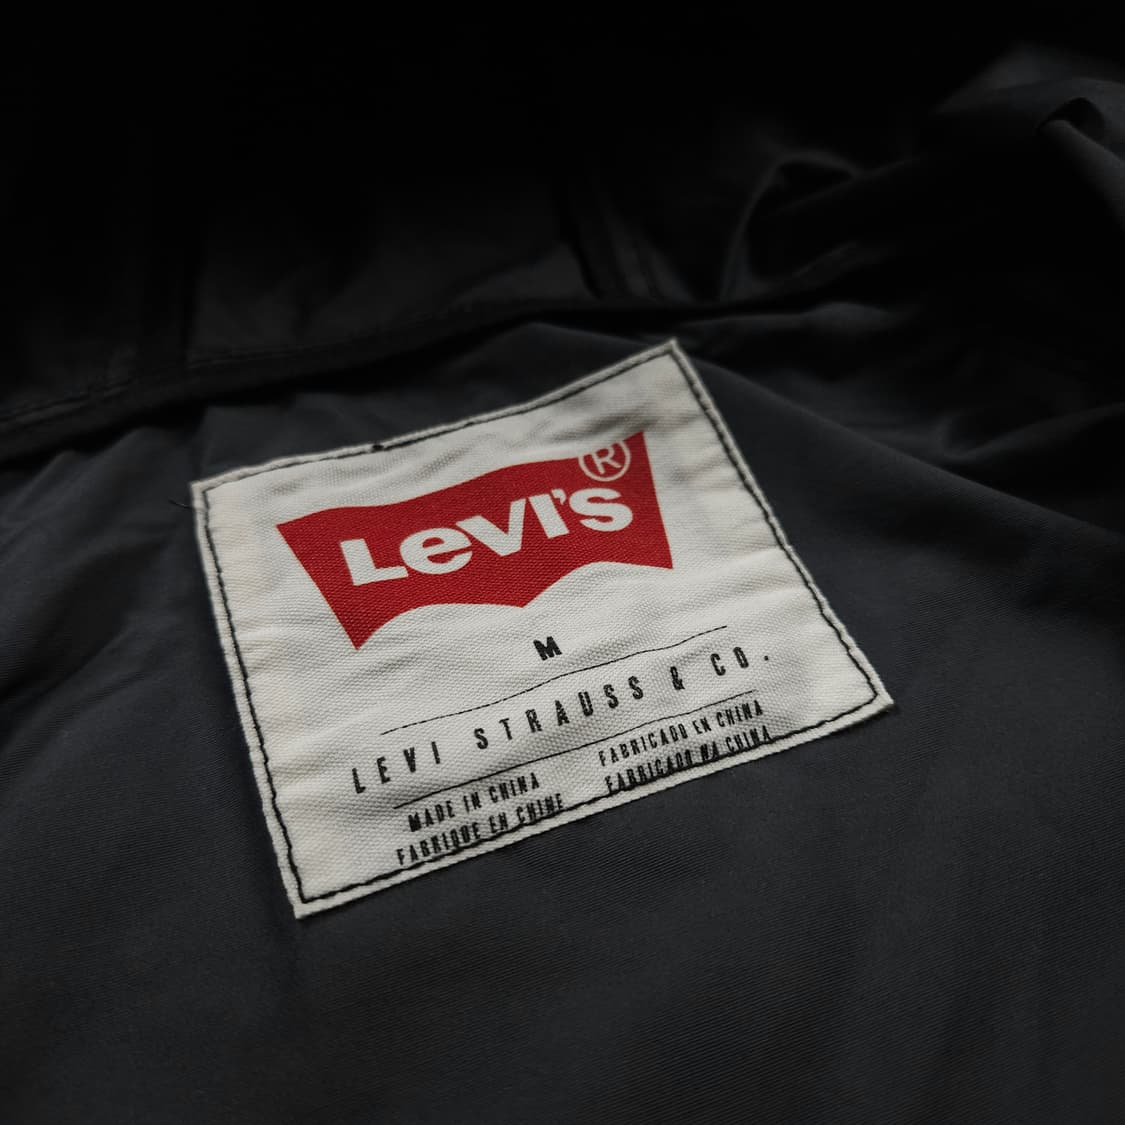 Levi's®
M
LEVI STRAUSS & CO.
MADE IN CHINA
FABRIQUE EN CHINE
FABRICADO EN CHINA
FABRICADO NA CHINA